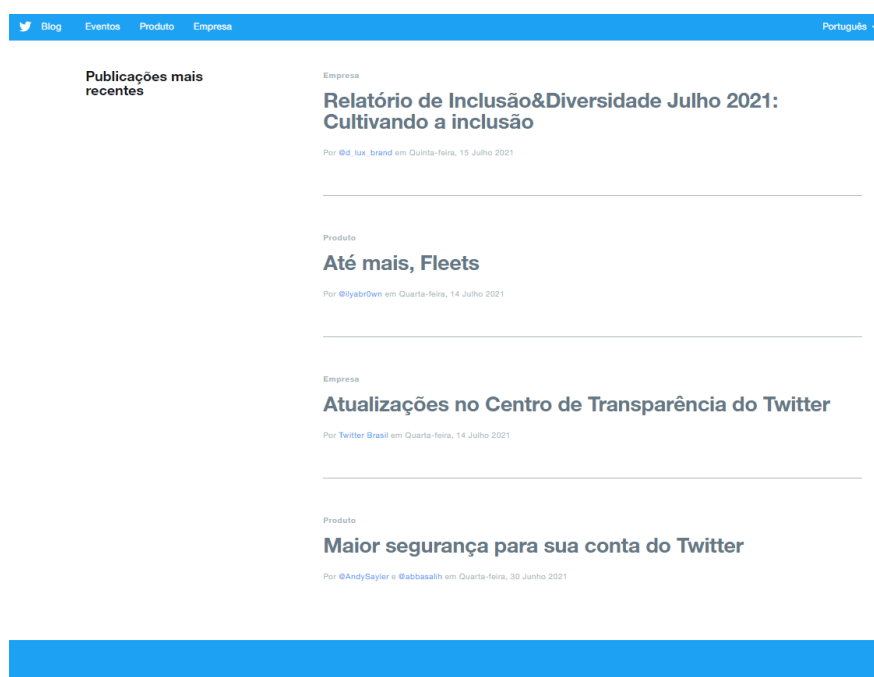 Blog Eventos Produto Empresa Português
Publicações mais
recentes
Empresa
Relatório de Inclusão&Diversidade Julho 2021:
Cultivando a inclusão
Por @d_lux_brand em Quinta-feira, 15 Julho 2021
Produto
Até mais, Fleets
Por @ilyabr0wn em Quarta-feira, 14 Julho 2021
Empresa
Atualizações no Centro de Transparência do Twitter
Por Twitter Brasil em Quarta-feira, 14 Julho 2021
Produto
Maior segurança para sua conta do Twitter
Por @AndySayler e @abbasalih em Quarta-feira, 30 Junho 2021